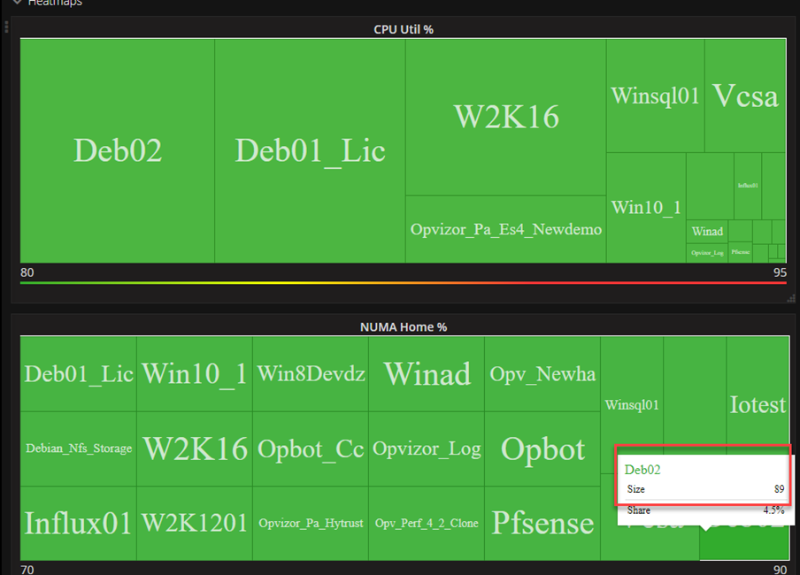 Heatmaps
CPU Util %
Deb02
Deb01_Lic
W2K16
Opvizor_Pa_Es4_Newdemo
Winsql01
Vcsa
Win10_1
Influx01
Winad
Opvizor_Log
Pfsense
80
95
NUMA Home %
Deb01_Lic
Win10_1
Win8Devdz
Winad
Opv_Newha
Winsql01
Iotest
Debian_Nfs_Storage
W2K16
Opbot_Cc
Opvizor_Log
Opbot
Deb02
Size 89
Share 4.5%
Influx01
W2K1201
Opvizor_Pa_Hytrust
Opv_Perf_4_2_Clone
Pfsense
70
90